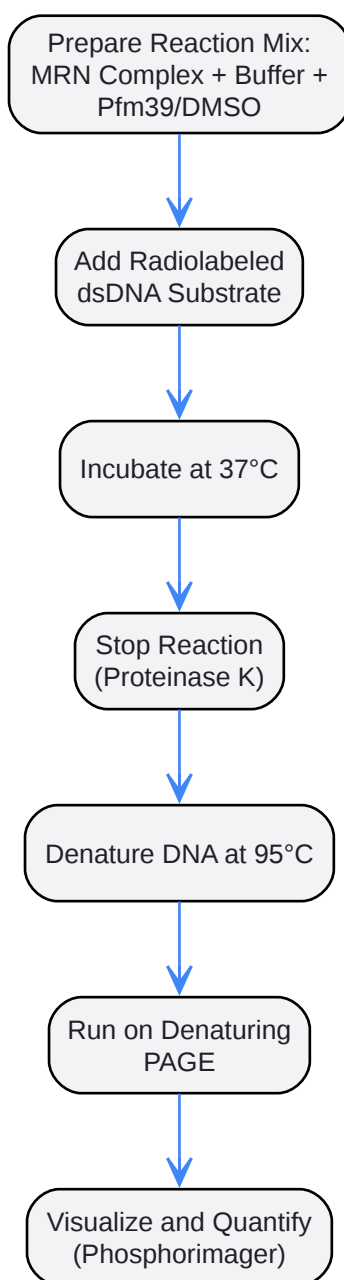 Prepare Reaction Mix:
MRN Complex + Buffer +
Pfm39/DMSO
Add Radiolabeled
dsDNA Substrate
Incubate at 37°C
Stop Reaction
(Proteinase K)
Denature DNA at 95°C
Run on Denaturing
PAGE
Visualize and Quantify
(Phosphorimager)